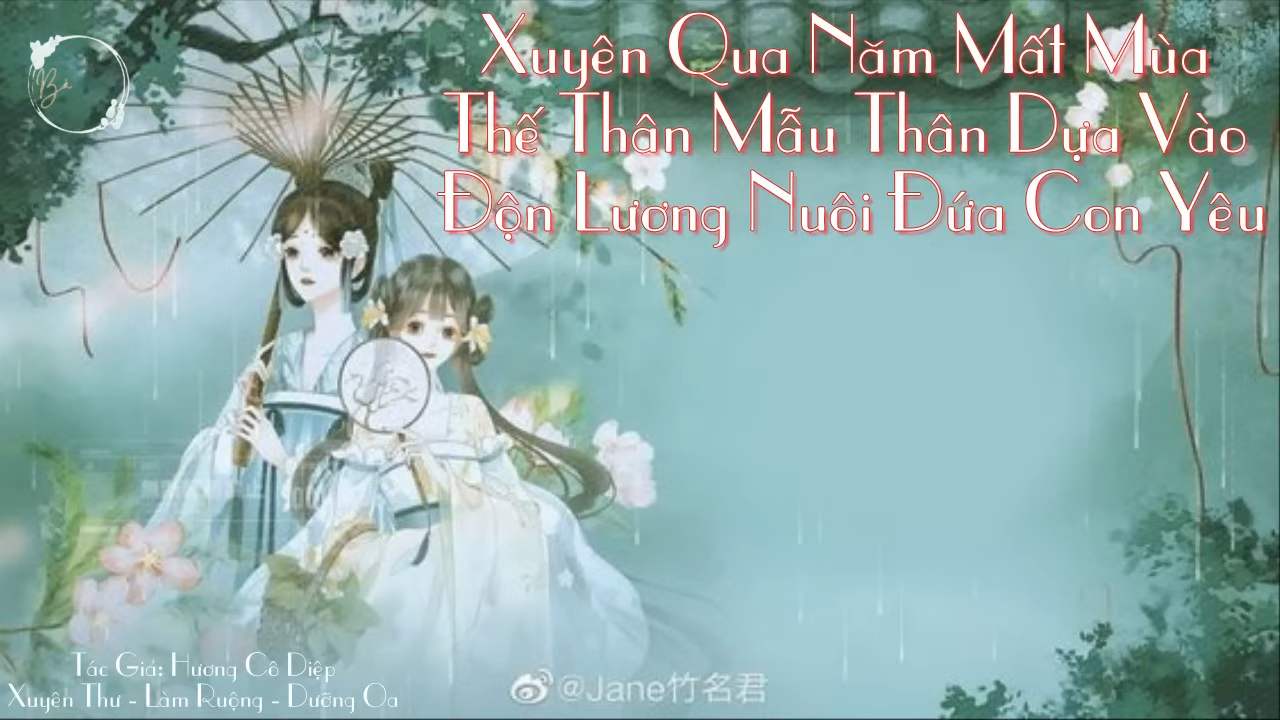 Xuyên Qua Năm Mất Mùa
Thế Thân Mẫu Thân Dựa Vào
Độn Lương Nuôi Đứa Con Yêu
Tác Giả: Hương Cô Diệp
Xuyên Thư - Làm Ruộng - Dưỡng Oa
@Jane竹名君